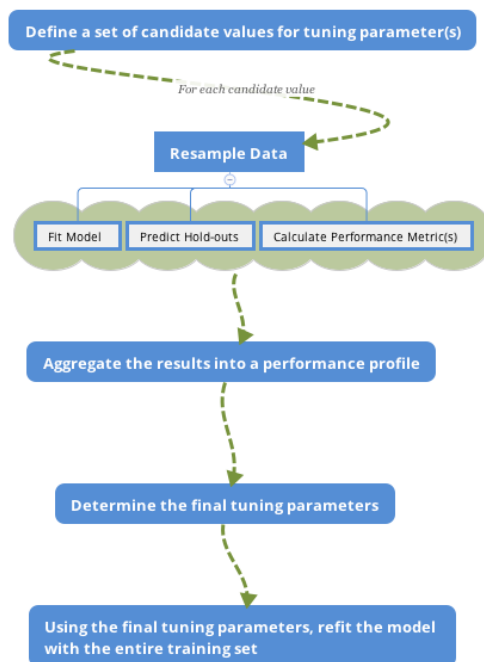 Define a set of candidate values for tuning parameter(s)
For each candidate value
Resample Data
Fit Model
Predict Hold-outs
Calculate Performance Metric(s)
Aggregate the results into a performance profile
Determine the final tuning parameters
Using the final tuning parameters, refit the model
with the entire training set